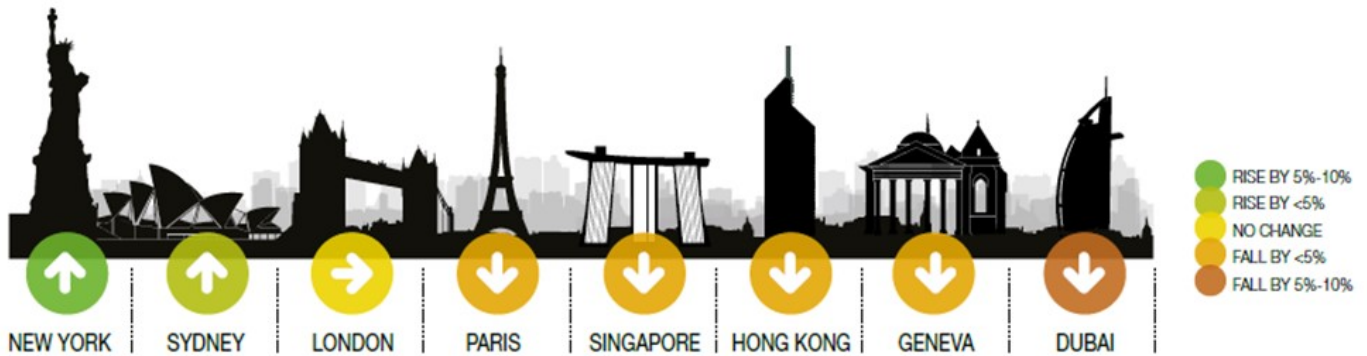 RISE BY 5%-10%
RISE BY <5%
NO CHANGE
FALL BY <5%
FALL BY 5%-10%
NEW YORK
SYDNEY
LONDON
PARIS
SINGAPORE
HONG KONG
GENEVA
DUBAI